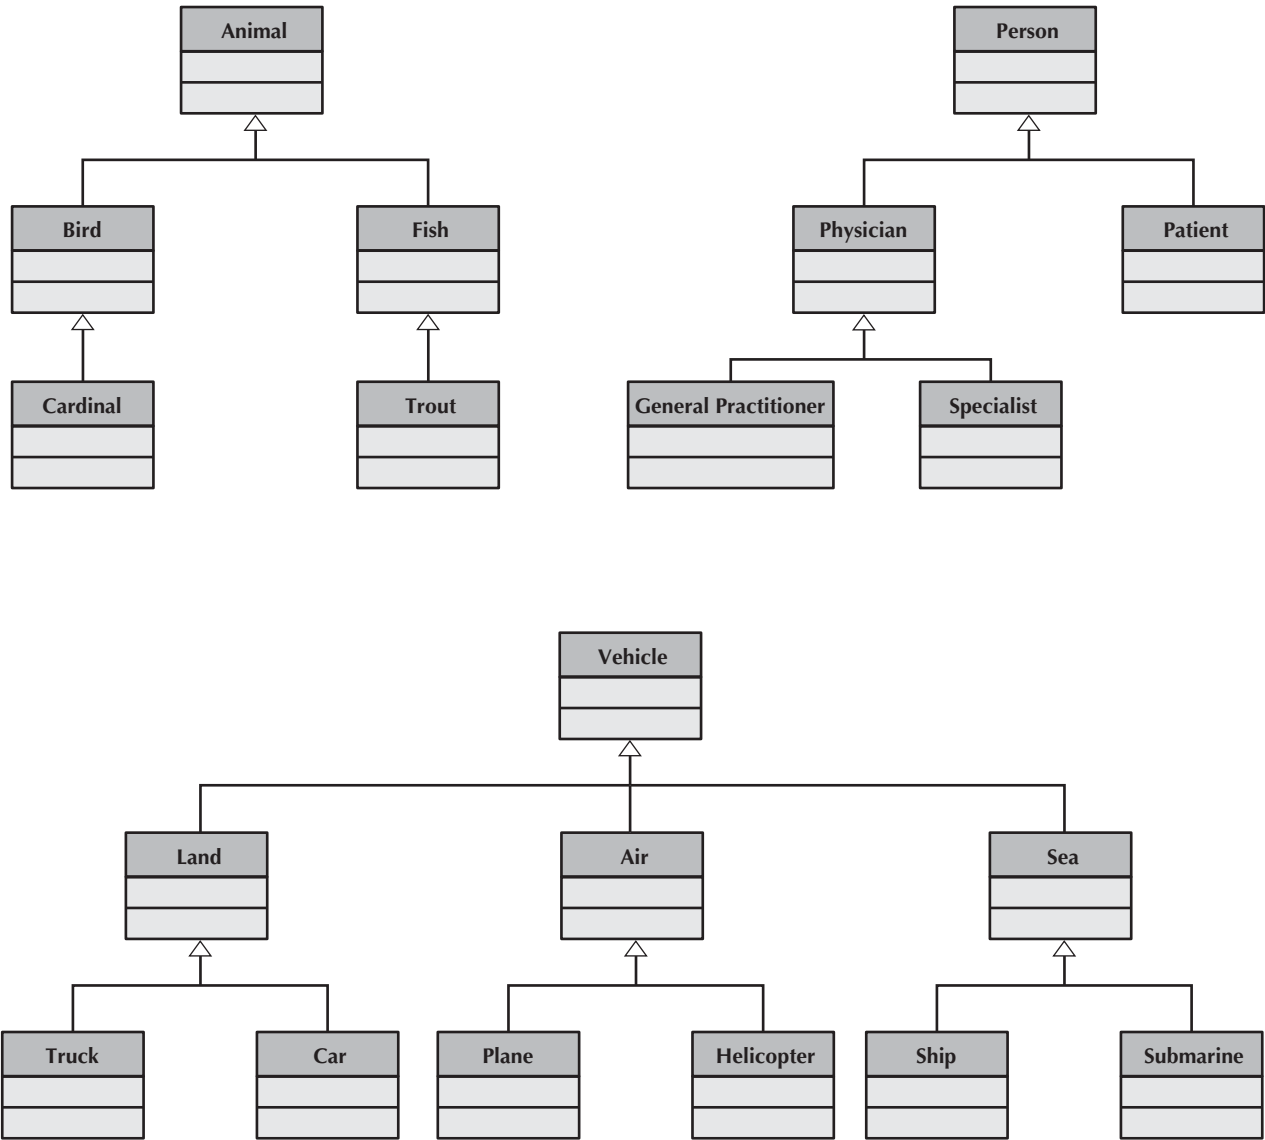 Animal
Person
Bird
Fish
Physician
Patient
Cardinal
Trout
General Practitioner
Specialist
Vehicle
Land
Air
Sea
Truck
Car
Plane
Helicopter
Ship
Submarine